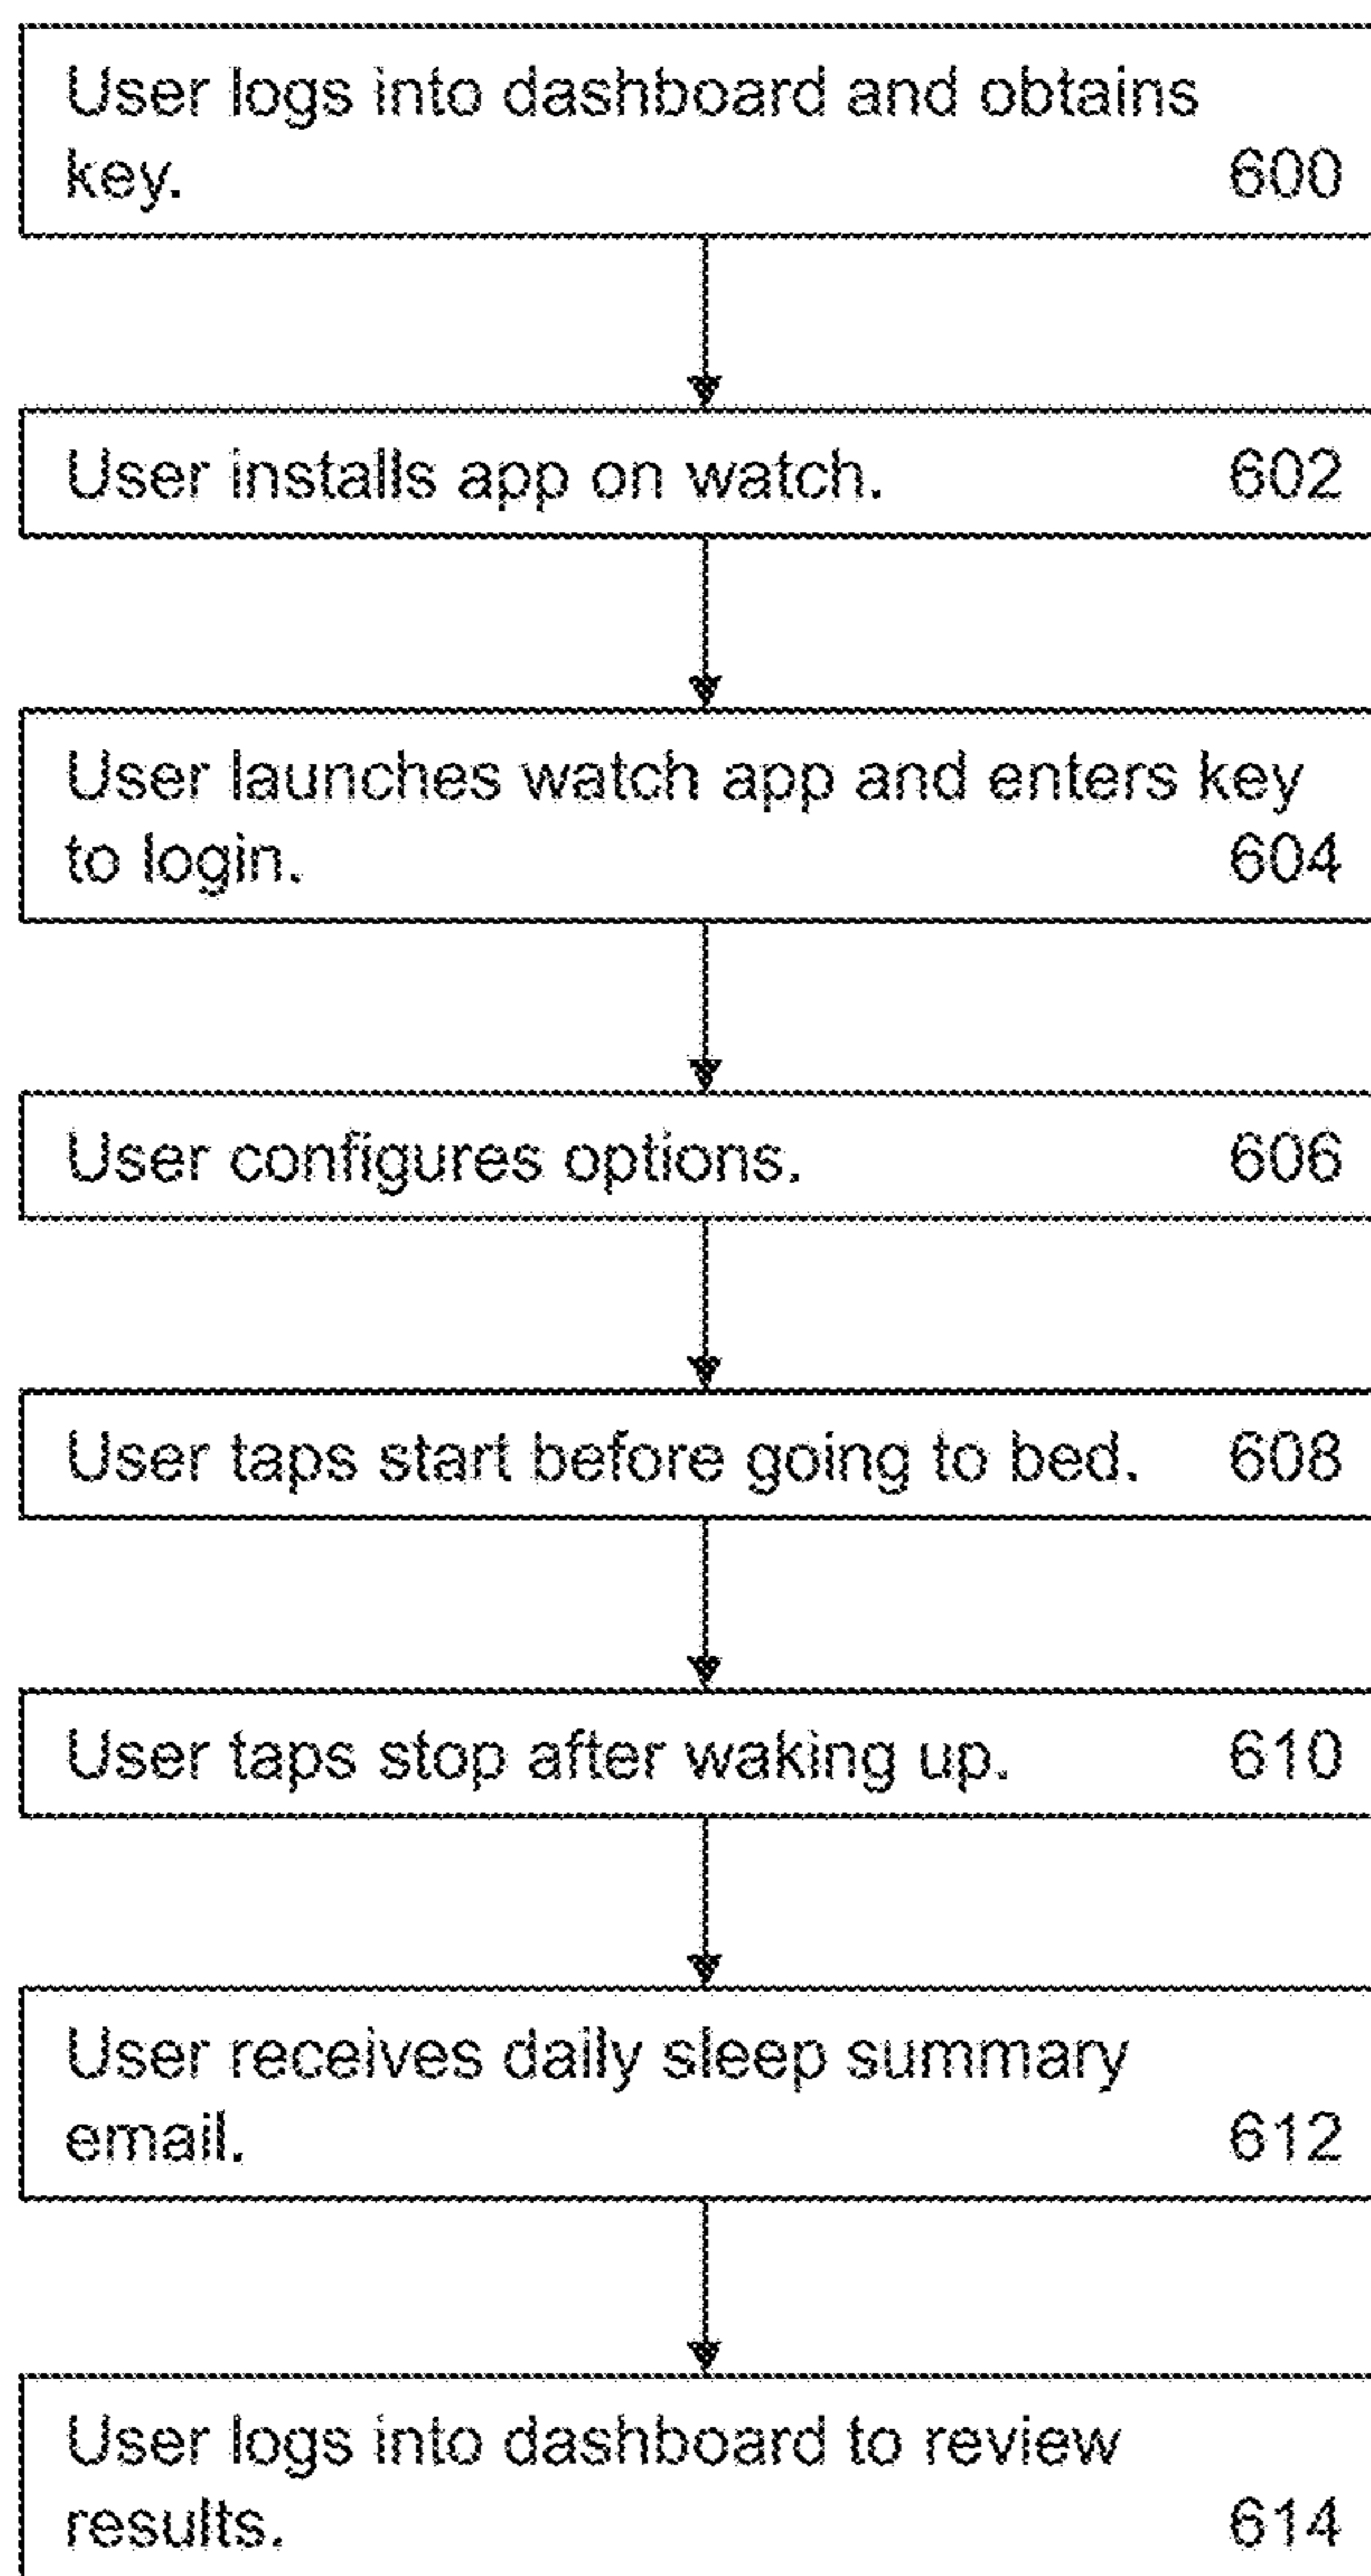 User logs into dashboard and obtains
key. 600
User installs app on watch. 602
User launches watch app and enters key
to login. 604
User configures options. 606
User taps start before going to bed. 608
User taps stop after waking up. 610
User receives daily sleep summary
email. 612
User logs into dashboard to review
results. 614